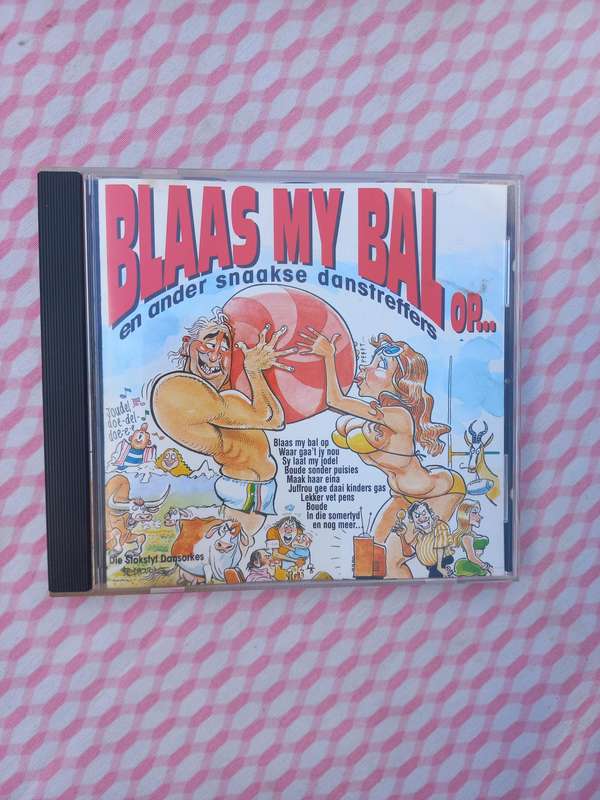 BLAAS MY BAL
OP...
en ander snaakse danstreffers
Joudel
doe-del-
doe-e-
Blaas my bal op
Waar gaa't jy nou
Sy laat my jodel
Boude sonder puisies
Maak haar eina
Juffrou gee daai kinders gas
Lekker vet pens
Boude
In die somertyd
en nog meer...
Die Stokstyf Dansorkes